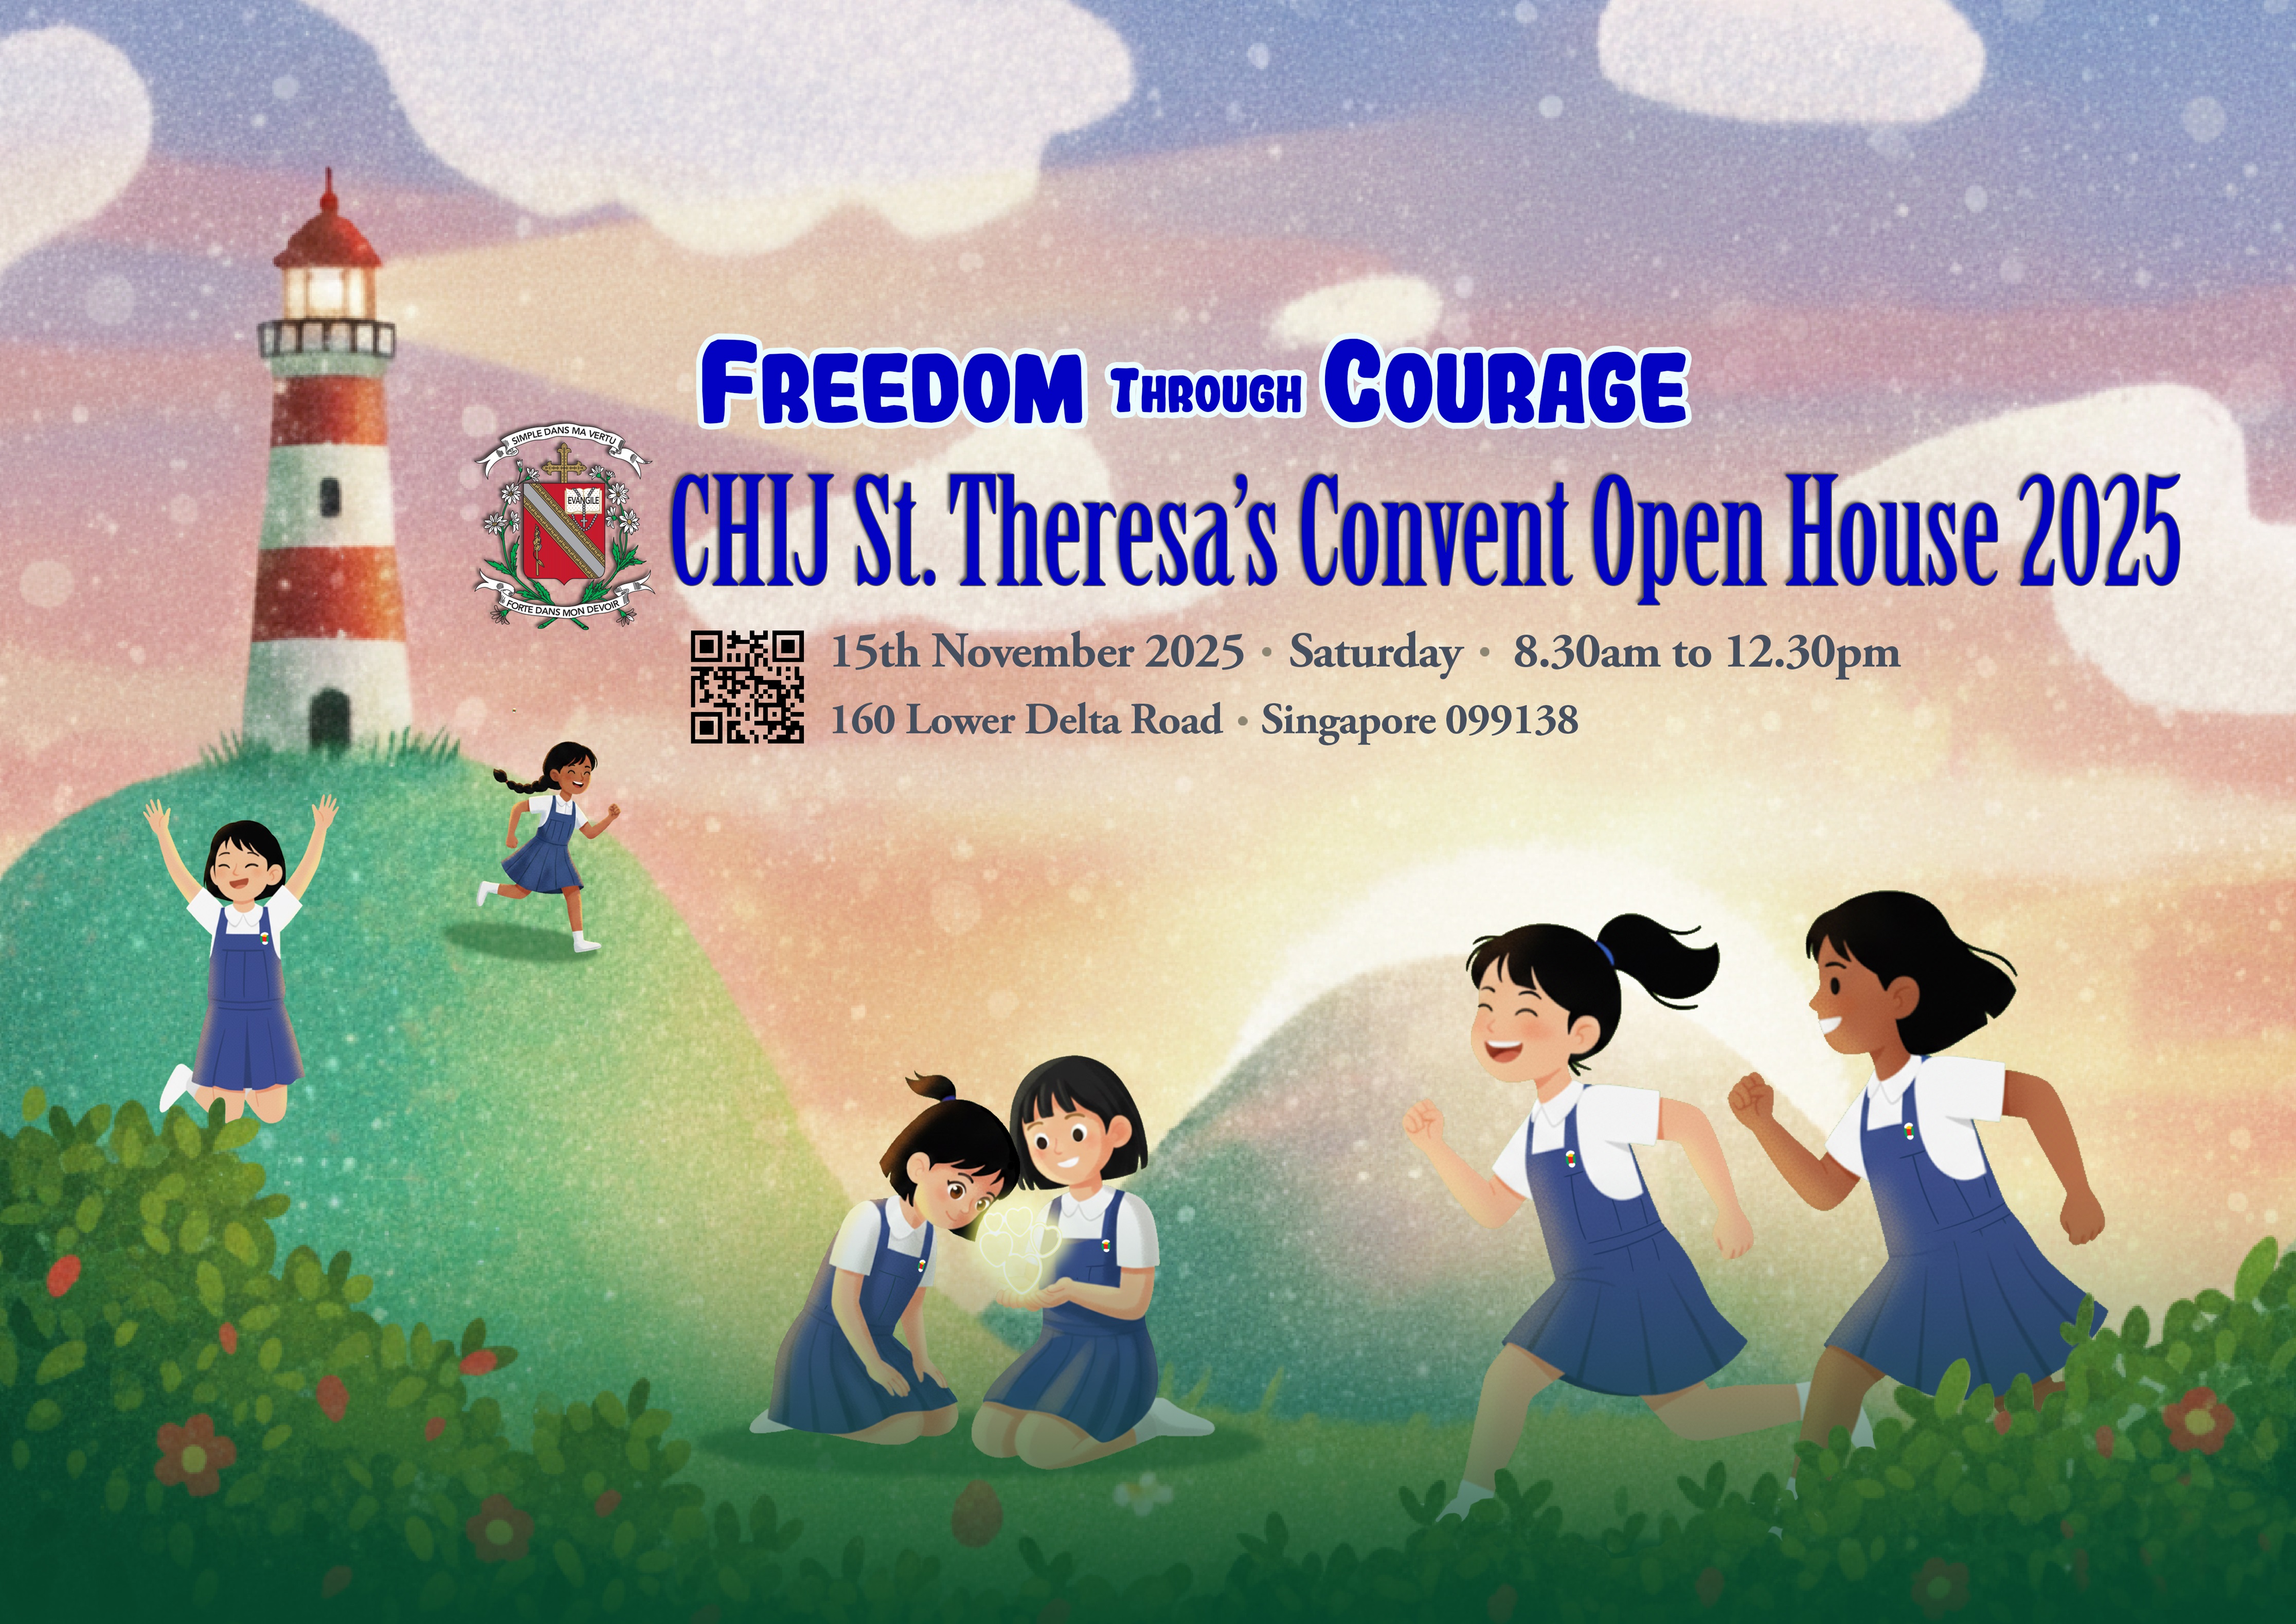 Freedom Through Courage
SIMPLE DANS MA VERTU
EVANGILE
FORTE DANS MON DEVOIR
CHIJ St. Theresa's Convent Open House 2025
15th November 2025 • Saturday • 8.30am to 12.30pm
160 Lower Delta Road • Singapore 099138